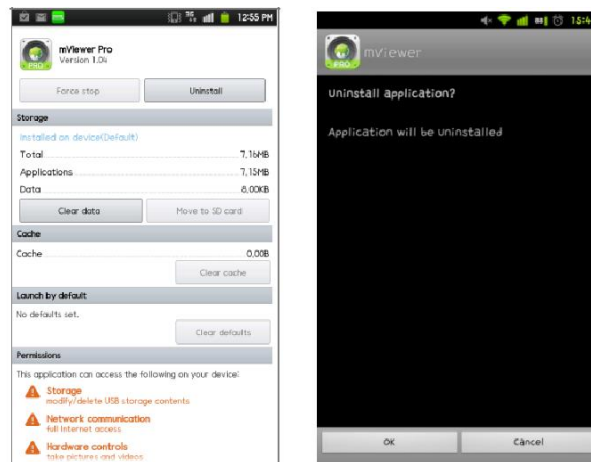 12:55 PM
mViewer Pro
Version 1.04
PRO
Force stop
Uninstall
Storage
Installed on device(Default)
Total 7.16MB
Applications 7.15MB
Data 8.00KB
Clear data
Move to SD card
Cache
Cache 0.00B
Clear cache
Launch by default
No defaults set.
Clear defaults
Permissions
This application can access the following on your device:
Storage
modify/delete USB storage contents
Network communication
full Internet access
Hardware controls
take pictures and videos
15:4
mViewer
PRO
Uninstall application?
Application will be uninstalled
OK
Cancel